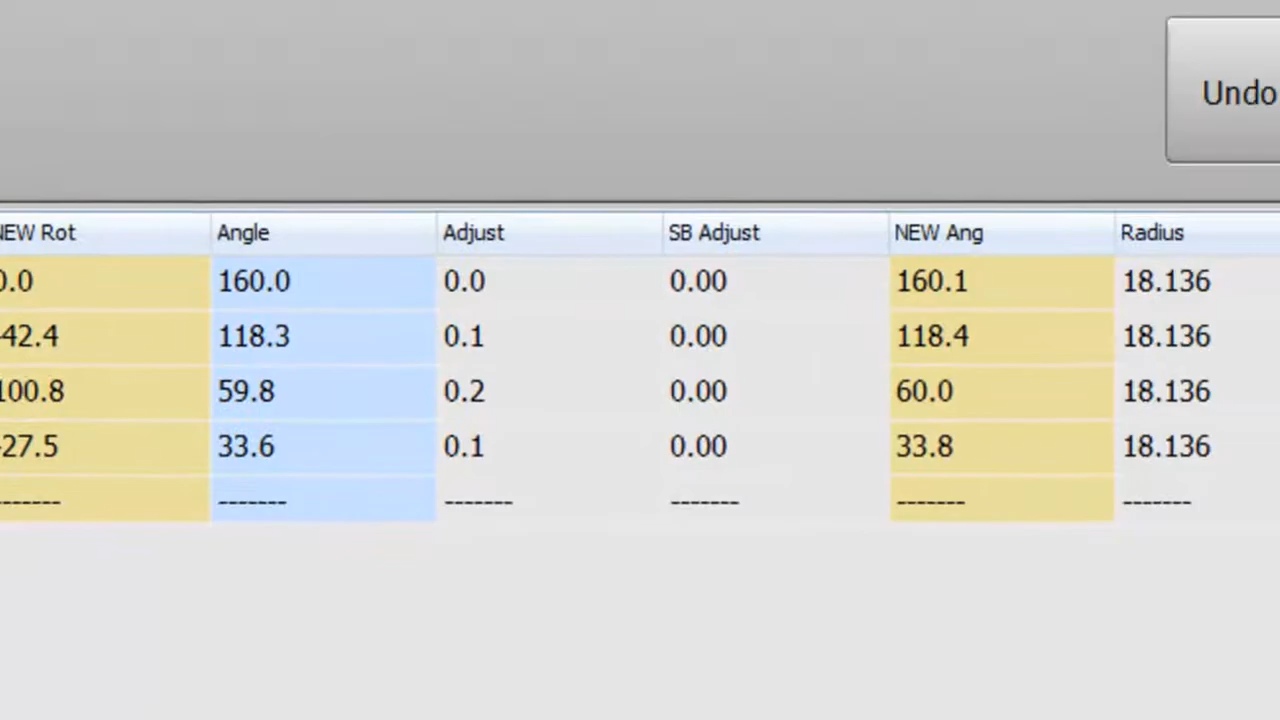 Undo
NEW Rot Angle Adjust SB Adjust NEW Ang Radius
0.0 160.0 0.0 0.00 160.1 18.136
-42.4 118.3 0.1 0.00 118.4 18.136
100.8 59.8 0.2 0.00 60.0 18.136
-27.5 33.6 0.1 0.00 33.8 18.136
------- ------- ------- ------- ------- -------